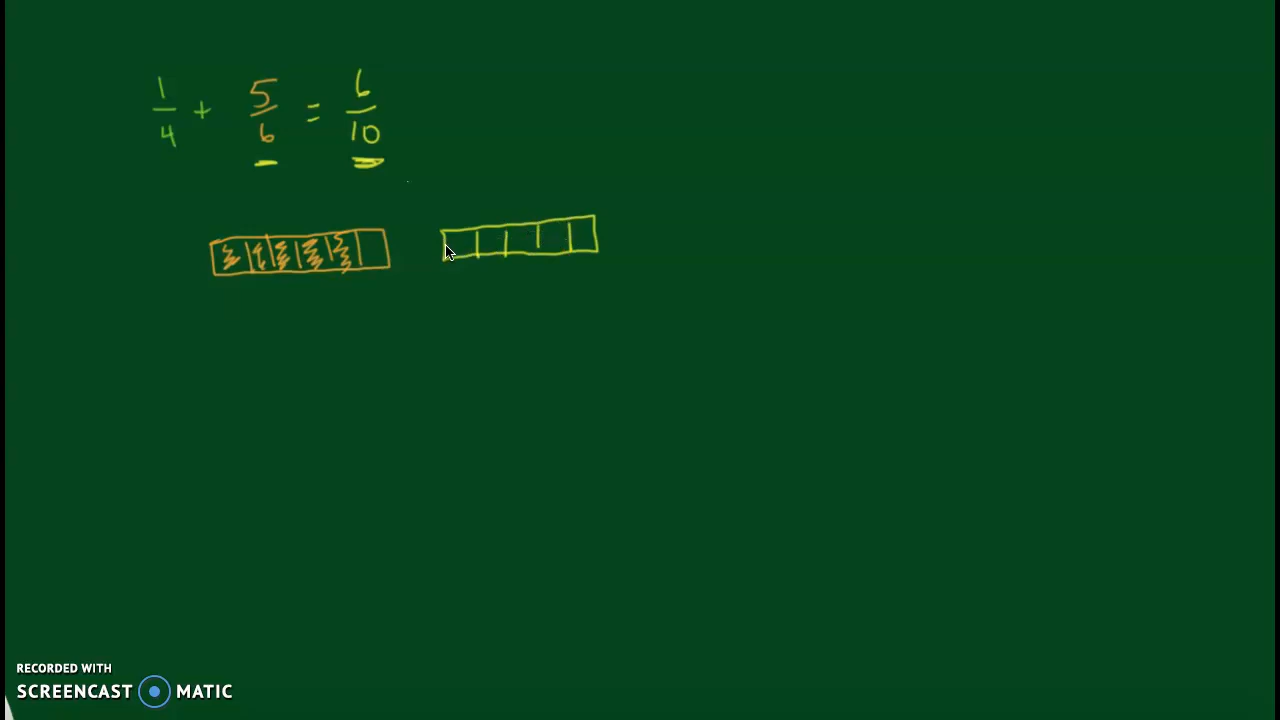 1/4 + 5/6 = 6/10
RECORDED WITH
SCREENCAST MATIC